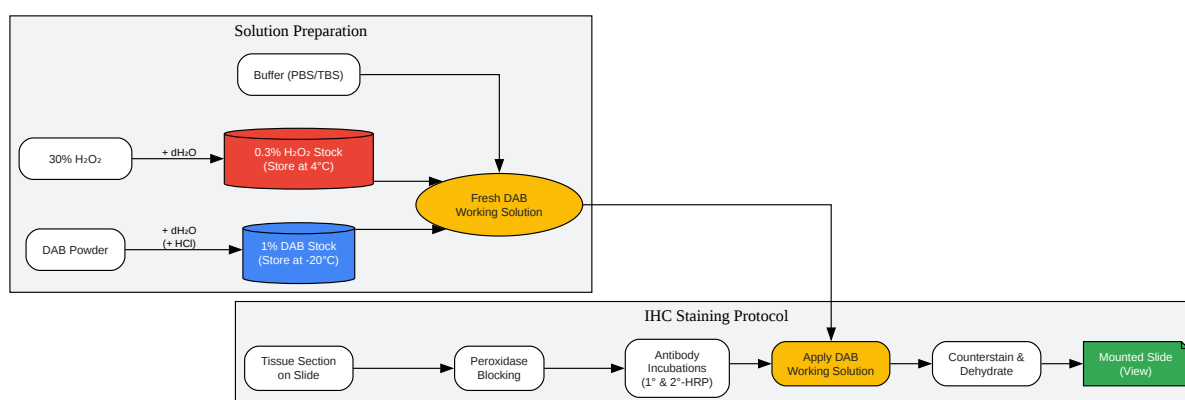 Solution Preparation
Buffer (PBS/TBS)
30% H₂O₂
+ dH₂O
0.3% H₂O₂ Stock
(Store at 4°C)
Fresh DAB
Working Solution
DAB Powder
+ dH₂O
(+ HCl)
1% DAB Stock
(Store at -20°C)
IHC Staining Protocol
Tissue Section
on Slide
Peroxidase
Blocking
Antibody
Incubations
(1° & 2°-HRP)
Apply DAB
Working Solution
Counterstain &
Dehydrate
Mounted Slide
(View)